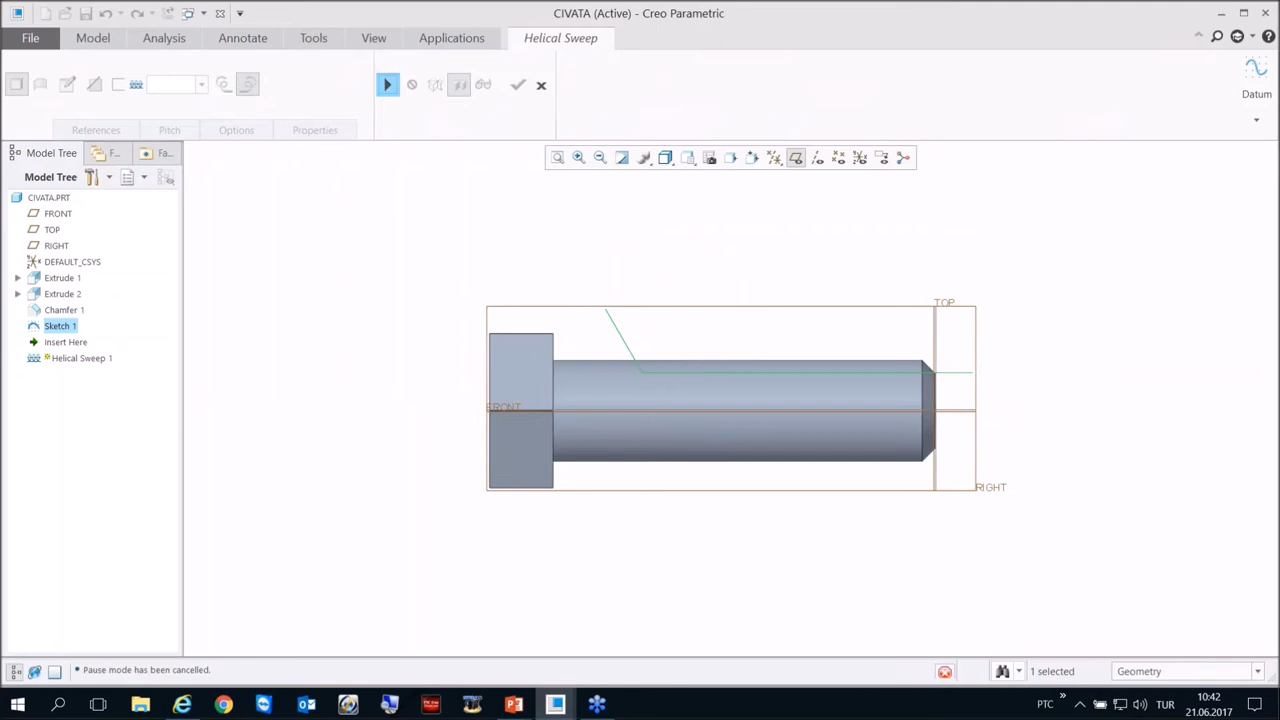 CIVATA (Active) - Creo Parametric
File
Model
Analysis
Annotate
Tools
View
Applications
Helical Sweep
Datum
References
Pitch
Options
Properties
Model Tree
F...
Fa...
Model Tree
CIVATA.PRT
FRONT
TOP
RIGHT
DEFAULT_CSYS
Extrude 1
Extrude 2
Chamfer 1
Sketch 1
Insert Here
Helical Sweep 1
TOP
FRONT
RIGHT
• Pause mode has been cancelled.
1 selected
Geometry
PTC
TUR
10:42
21.06.2017